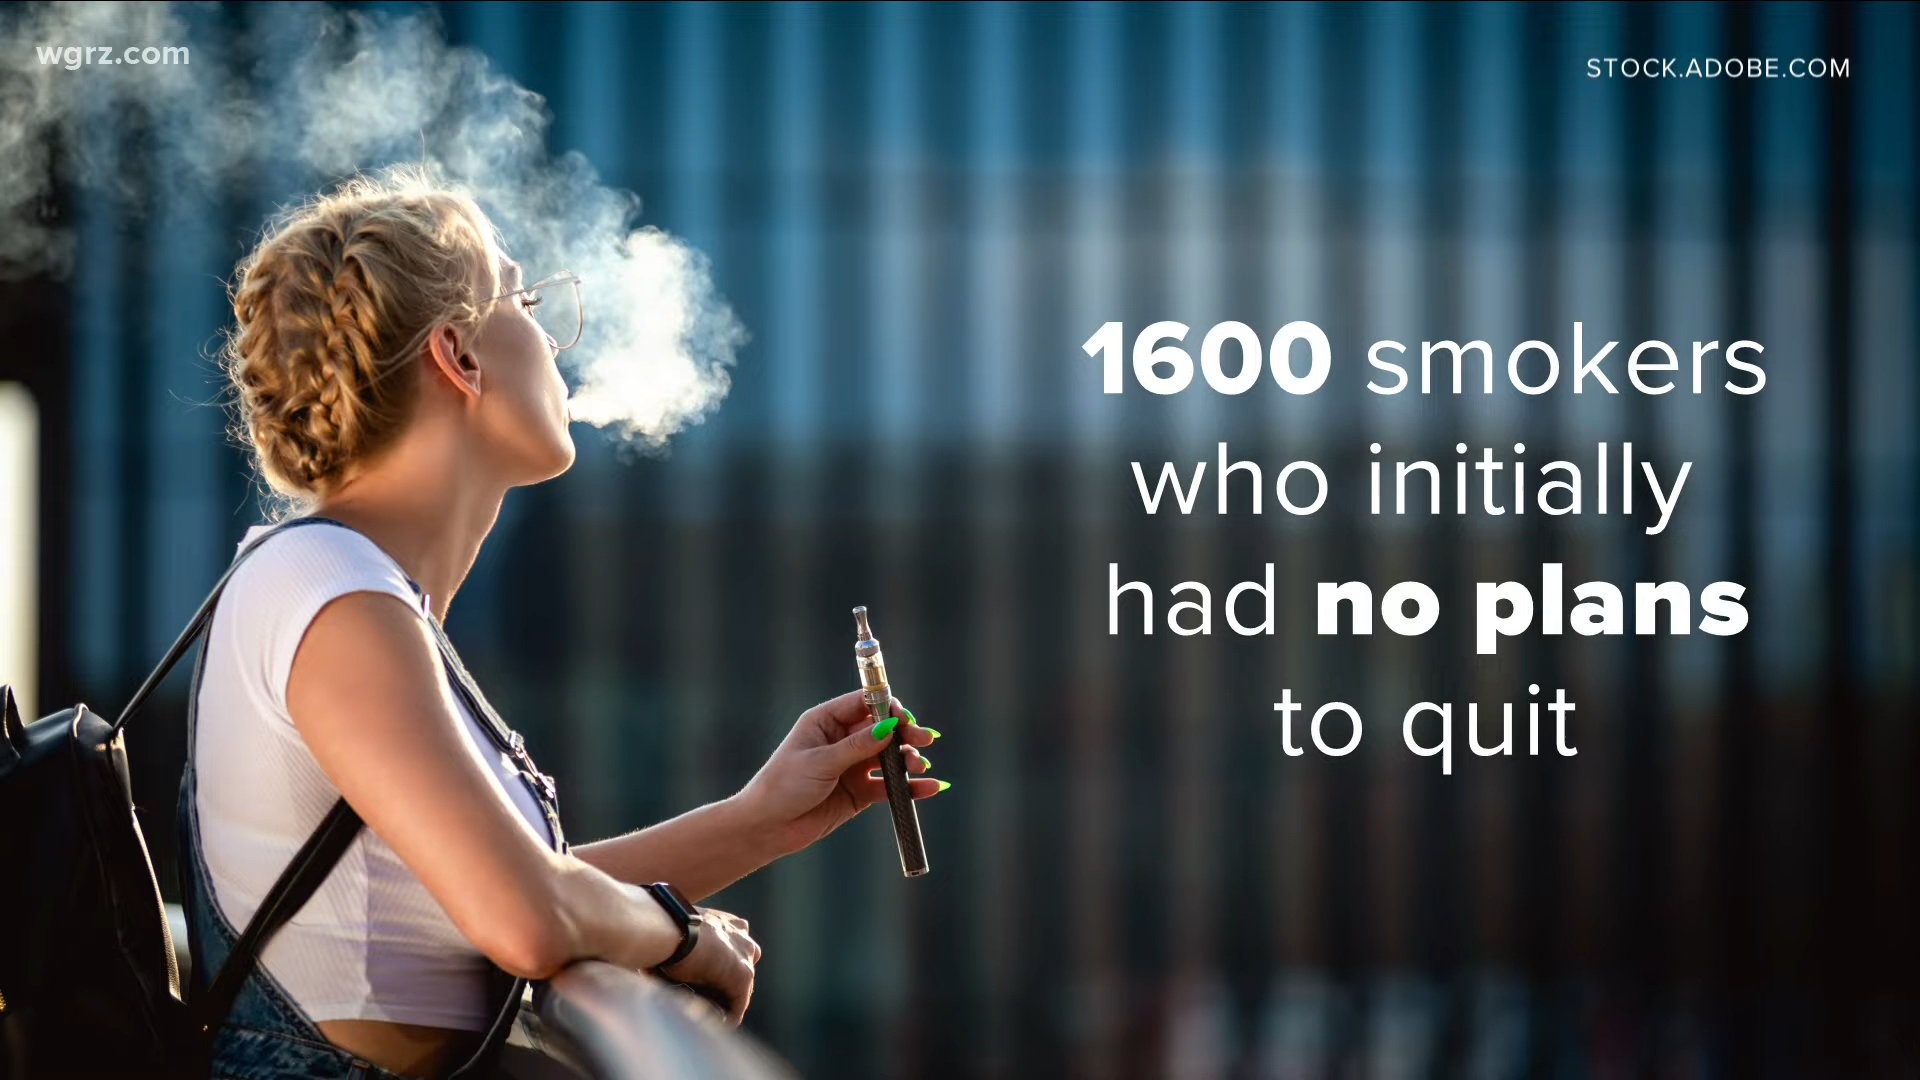 wgrz.com
STOCK.ADOBE.COM
1600 smokers
who initially
had no plans
to quit